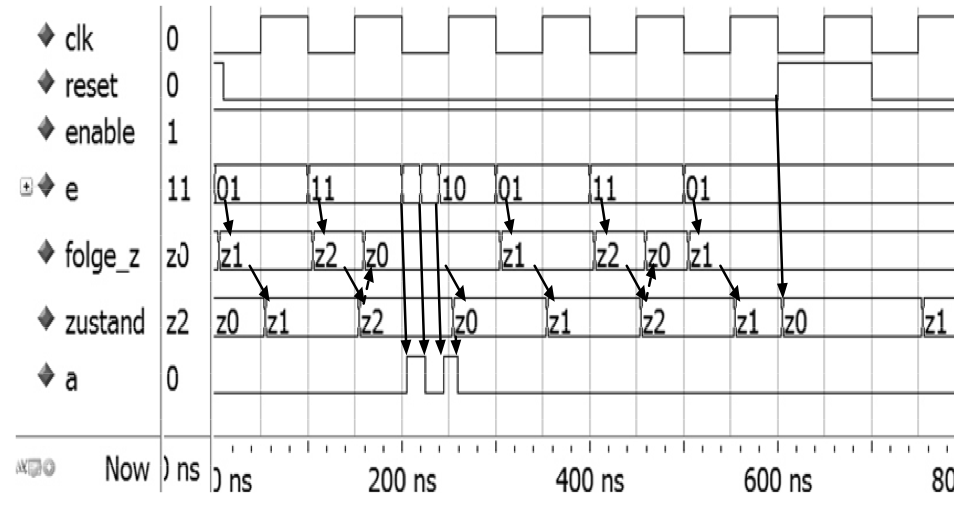 clk 0
reset 0
enable 1
e 11 01 11 10 01 11 01
folge_z z0 z1 z2 z0 z1 z2 z0 z1
zustand z2 z0 z1 z2 z0 z1 z2 z1 z0 z1
a 0
Now ) ns 0 ns 200 ns 400 ns 600 ns 80